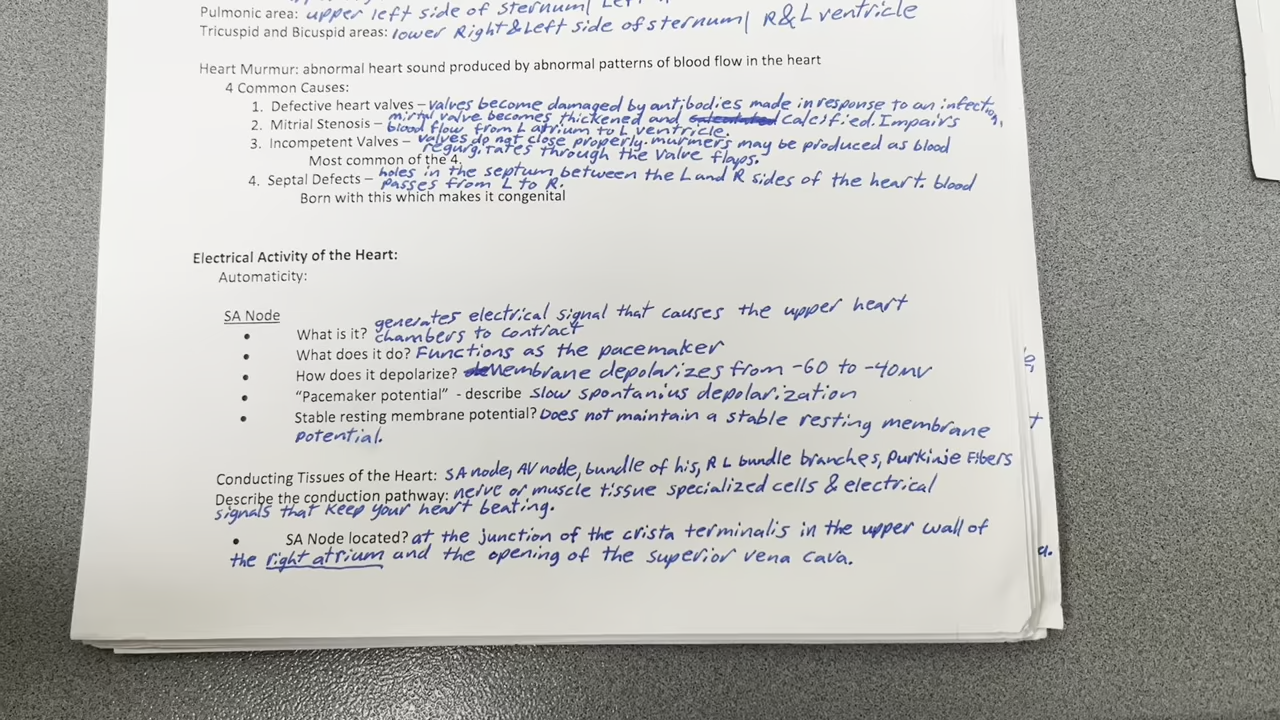 Pulmonic area: upper left side of sternum/ Left
Tricuspid and Bicuspid areas: lower Right&Left side of sternum/ R&L ventricle
Heart Murmur: abnormal heart sound produced by abnormal patterns of blood flow in the heart
4 Common Causes:
1. Defective heart valves – valves become damaged by antibodies made in response to an infection,
2. Mitrial Stenosis – mirtal valve becomes thickened and calcified. Impairs
blood flow from L atrium to L ventricle.
3. Incompetent Valves – valves do not close properly. murmers may be produced as blood
regurg. tates through the valve flaps.
Most common of the 4.
4. Septal Defects – holes in the septum between the L and R sides of the heart. blood
passes from L to R.
Born with this which makes it congenital
Electrical Activity of the Heart:
Automaticity:
SA Node
• What is it? generates electrical signal that causes the upper heart
chambers to contract
• What does it do? Functions as the pacemaker
• How does it depolarize? Membrane depolarizes from -60 to -40mv
• "Pacemaker potential" - describe slow spontanius depolarization
• Stable resting membrane potential? Does not maintain a stable resting membrane
potential.
Conducting Tissues of the Heart: SA node, AV node, bundle of his, R L bundle branches, Purkinje Fibers
Describe the conduction pathway: nerve or muscle tissue specialized cells & electrical
signals that keep your heart beating.
• SA Node located? at the junction of the crista terminalis in the upper wall of
the right atrium and the opening of the superior vena cava.